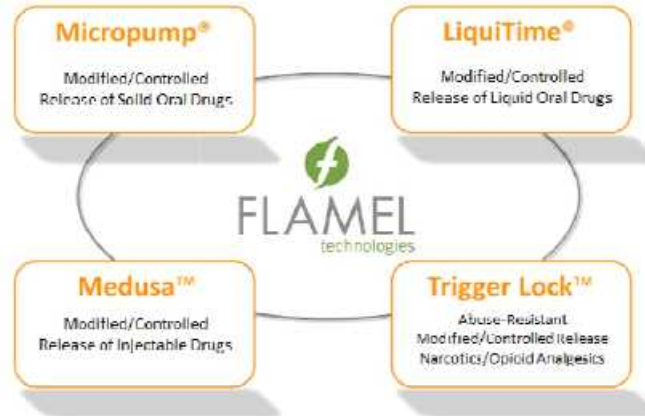 Micropump®
Modified/Controlled
Release of Solid Oral Drugs
LiquiTime®
Modified/Controlled
Release of Liquid Oral Drugs
FLAMEL
technologies
Medusa™
Modified/Controlled
Release of Injectable Drugs
Trigger Lock™
Abuse-Resistant
Modified/Controlled Release
Narcotics/Opioid Analgesics